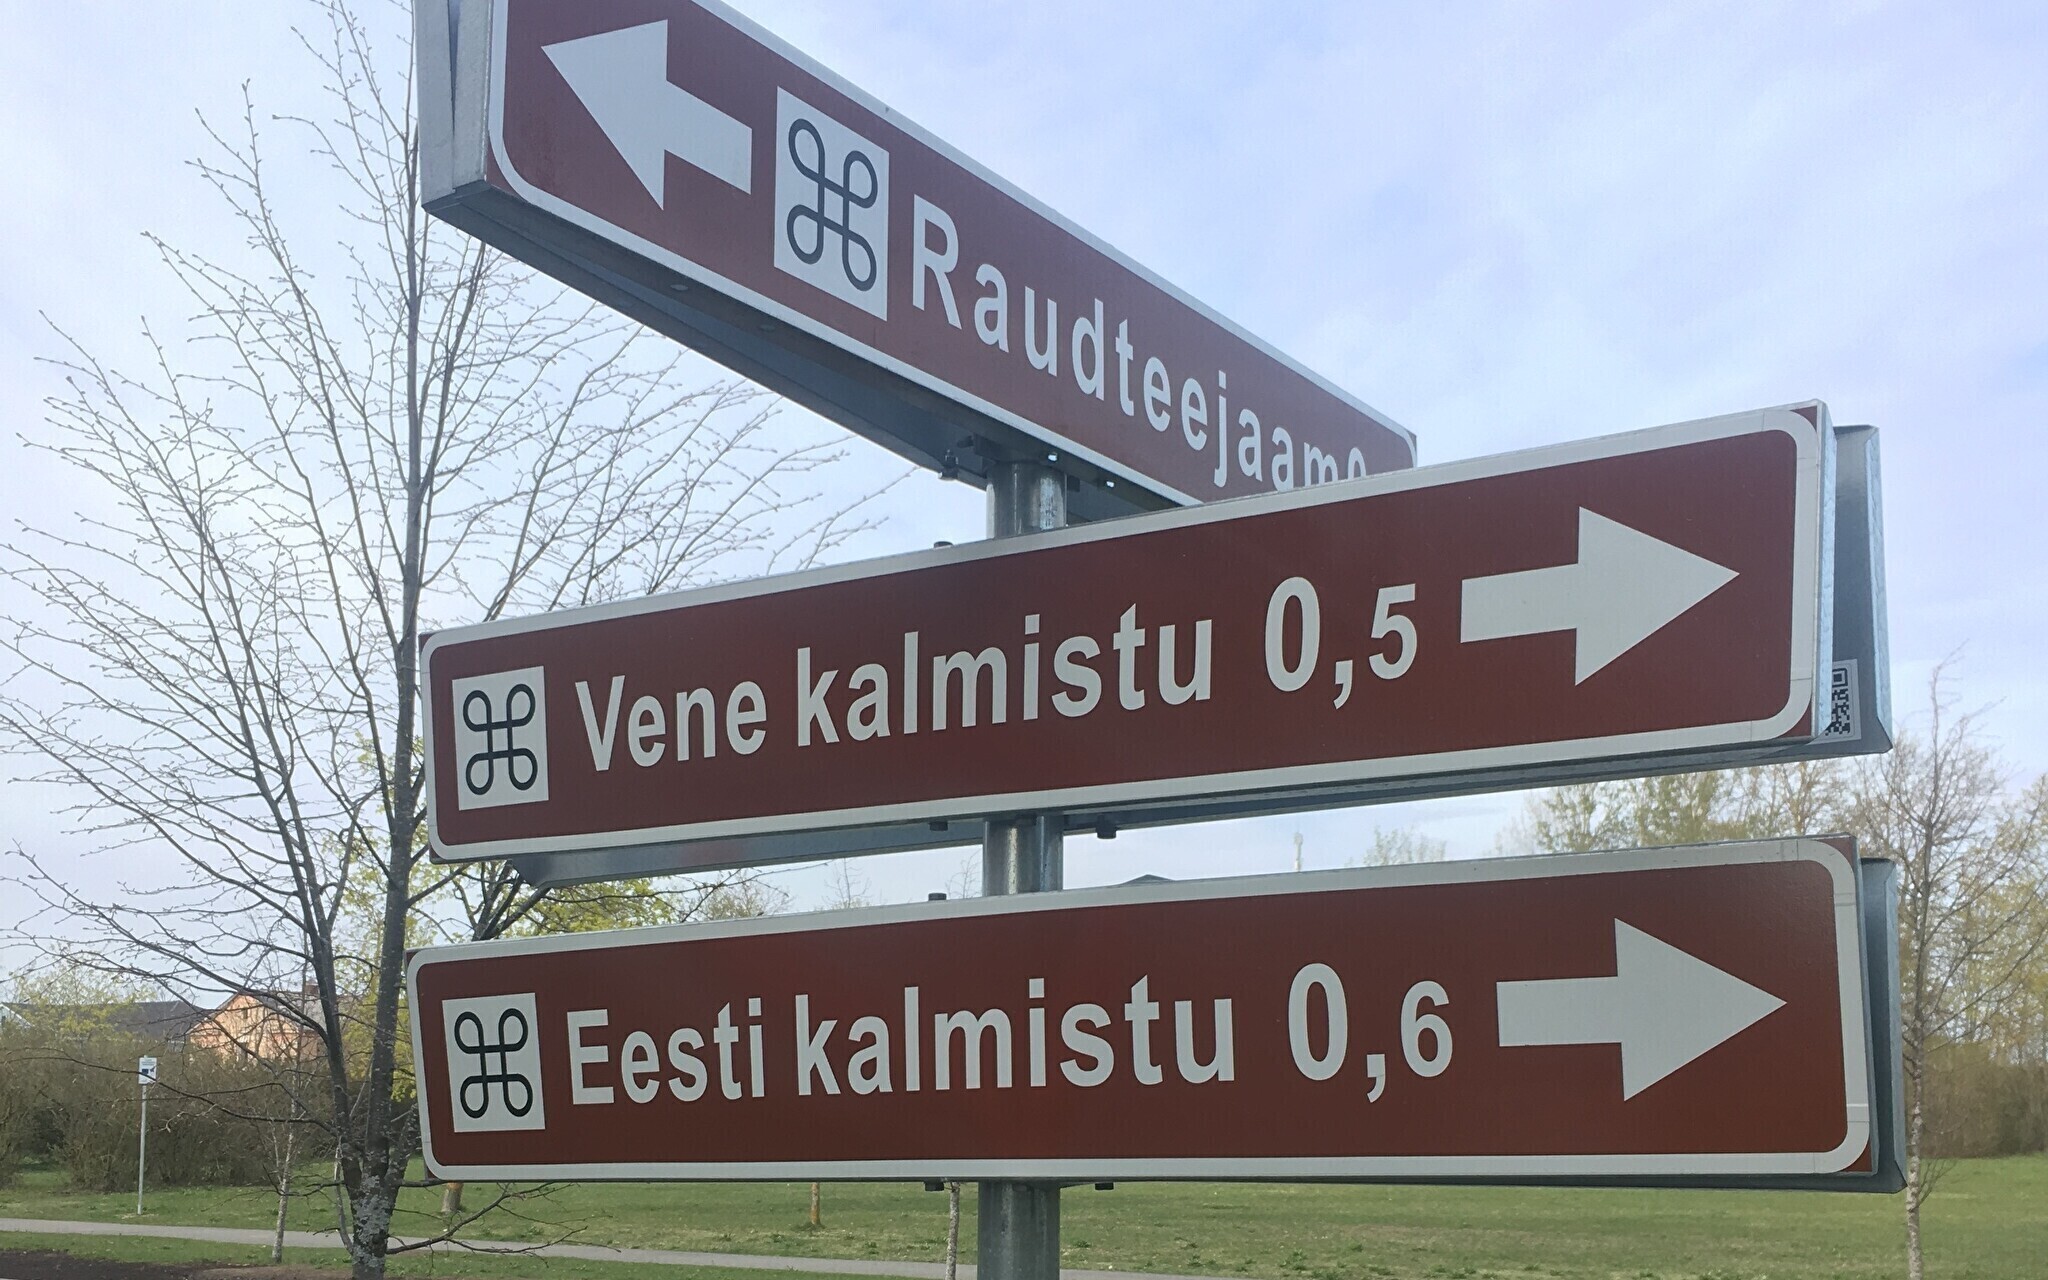 Raudteejaam
Vene kalmistu 0,5
Eesti kalmistu 0,6